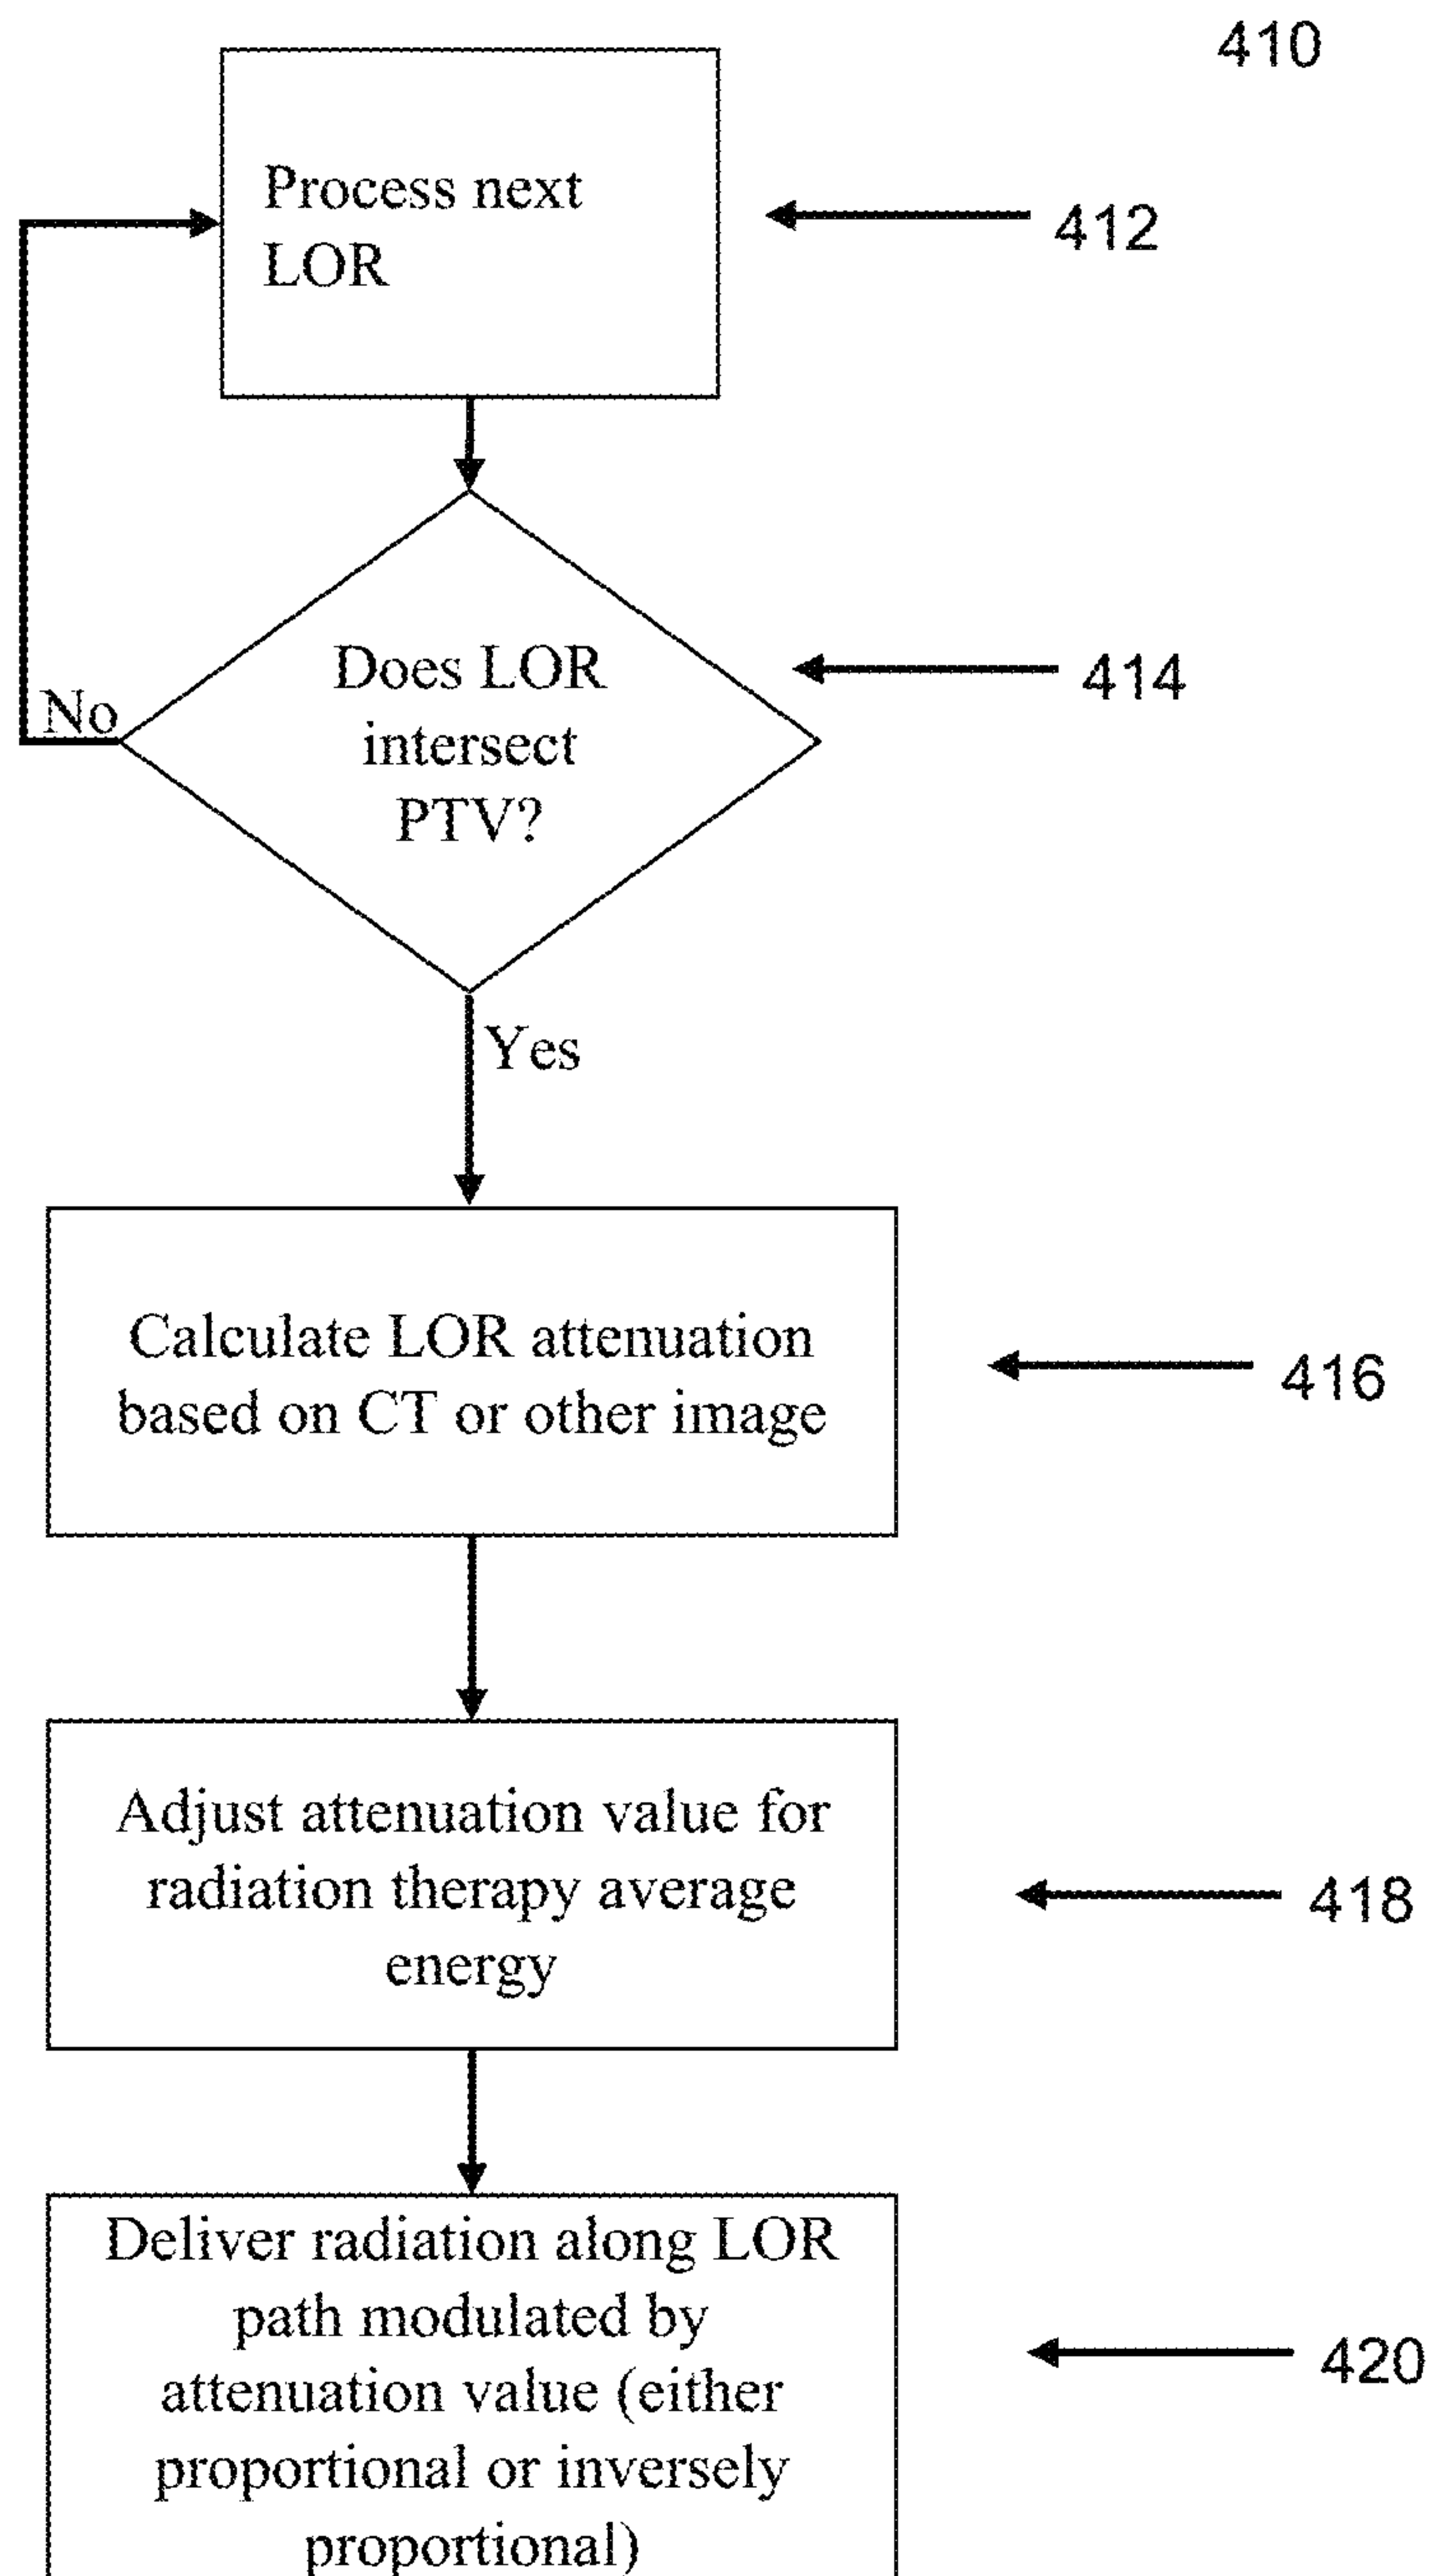 410
Process next
LOR
412
Does LOR
intersect
PTV?
414
No
Yes
Calculate LOR attenuation
based on CT or other image
416
Adjust attenuation value for
radiation therapy average
energy
418
Deliver radiation along LOR
path modulated by
attenuation value (either
proportional or inversely
proportional)
420